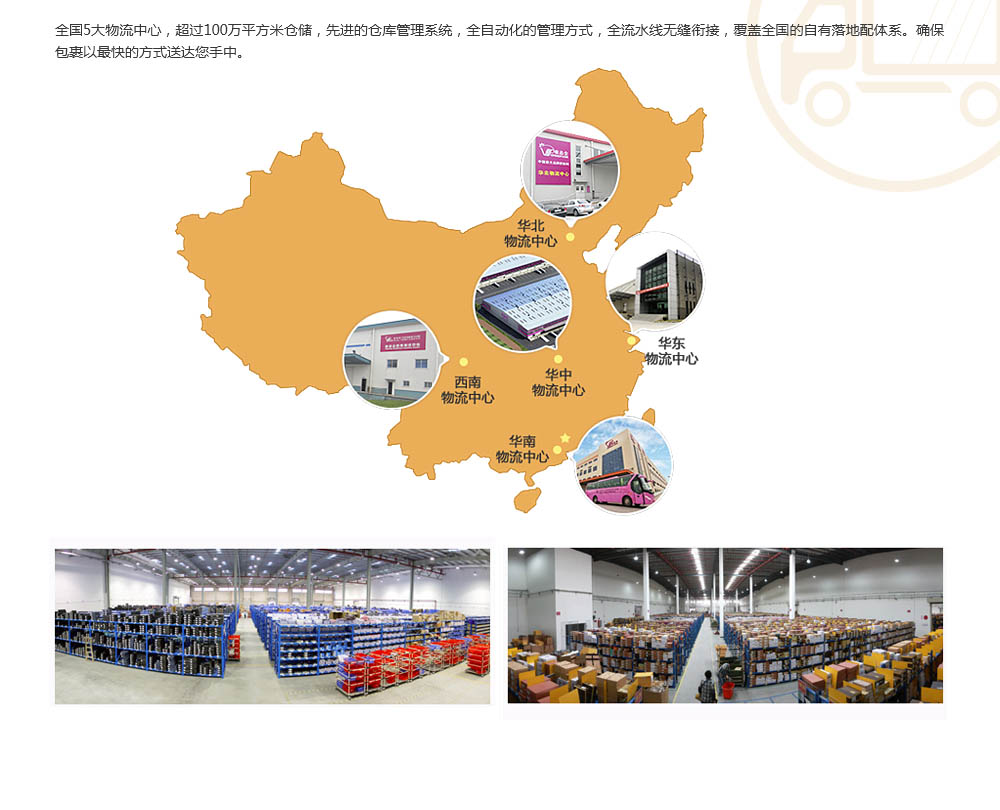 全国5大物流中心，超过100万平方米仓储，先进的仓库管理系统，全自动化的管理方式，全流水线无缝衔接，覆盖全国的自有落地配体系。确保
包裹以最快的方式送达您手中。
华北
物流中心
华东
物流中心
华中
物流中心
西南
物流中心
华南
物流中心
华北物流中心